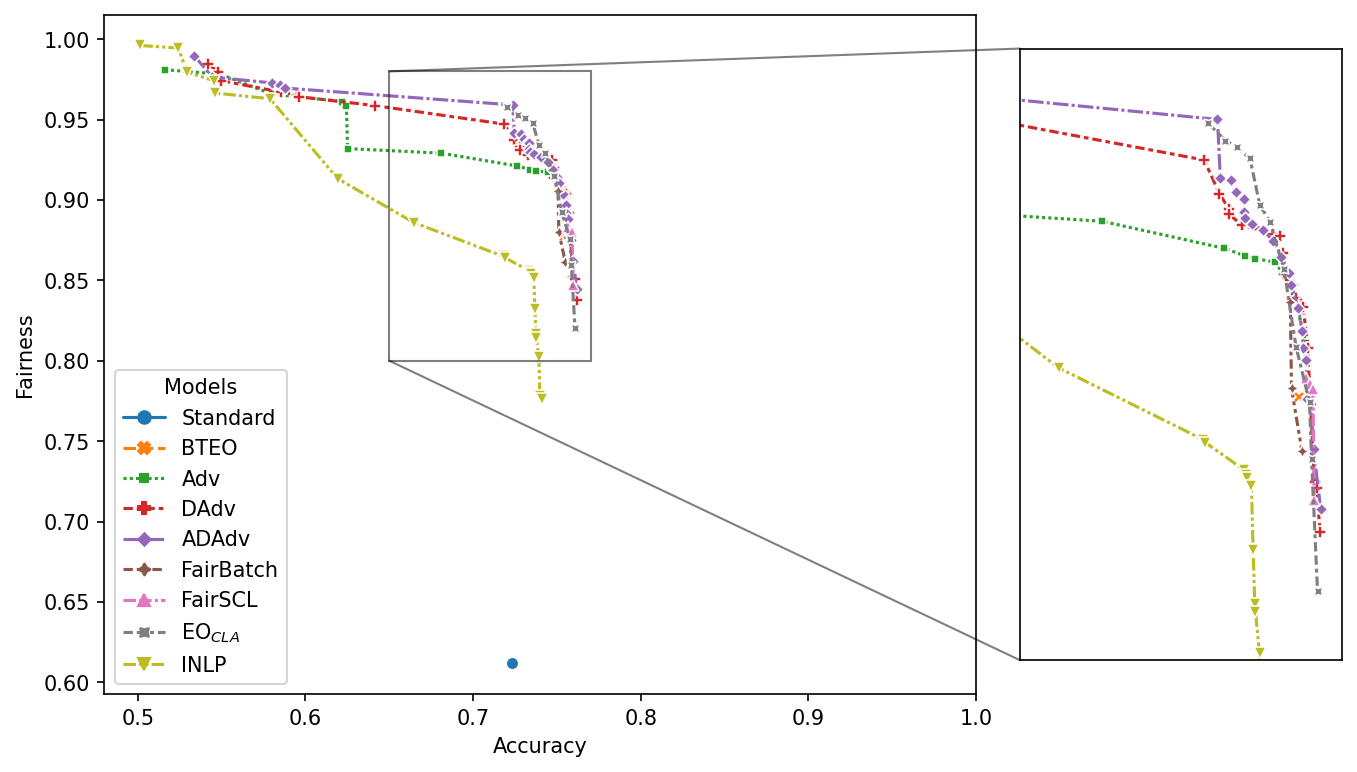 1.00
0.95
0.90
0.85
0.80
0.75
0.70
0.65
0.60
Fairness
Models
Standard
BTEO
Adv
DAdv
ADAdv
FairBatch
FairSCL
EO_CLA
INLP
0.5 0.6 0.7 0.8 0.9 1.0
Accuracy